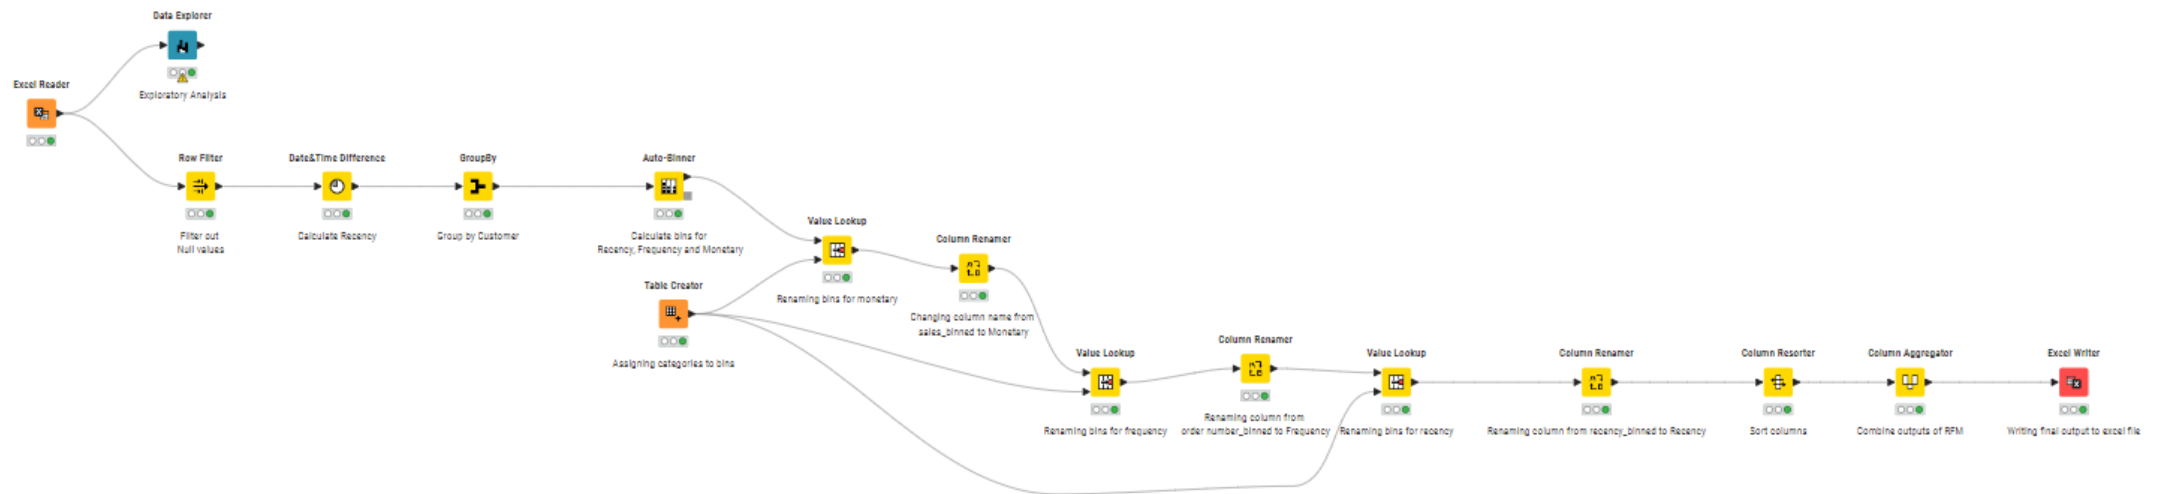 Data Explorer
Exploratory Analysis
Excel Reader
Row Filter
Filter out
Null values
Date&Time Difference
Calculate Recency
GroupBy
Group by Customer
Auto-Binner
Calculate bins for
Recency, Frequency and Monetary
Table Creator
Assigning categories to bins
Value Lookup
Renaming bins for monetary
Column Renamer
Changing column name from
sales_binned to Monetary
Value Lookup
Renaming bins for frequency
Column Renamer
Renaming column from
order number_binned to Frequency
Value Lookup
Renaming bins for recency
Column Renamer
Renaming column from recency_binned to Recency
Column Resorter
Sort columns
Column Aggregator
Combine outputs of RFM
Excel Writer
Writing final output to excel file